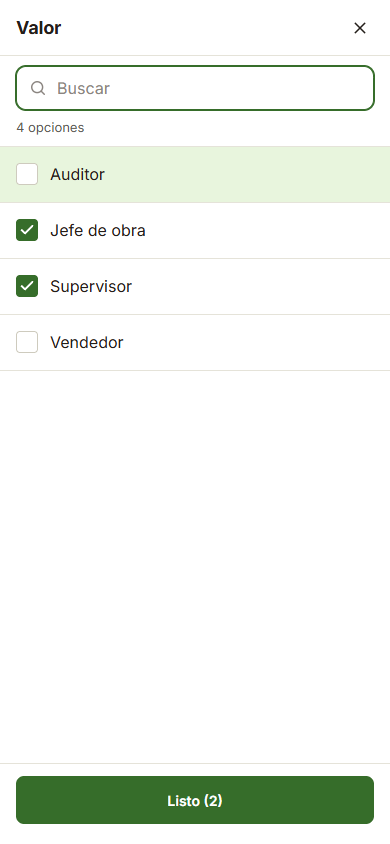 Valor
Buscar
4 opciones
Auditor
Jefe de obra
Supervisor
Vendedor
Listo (2)